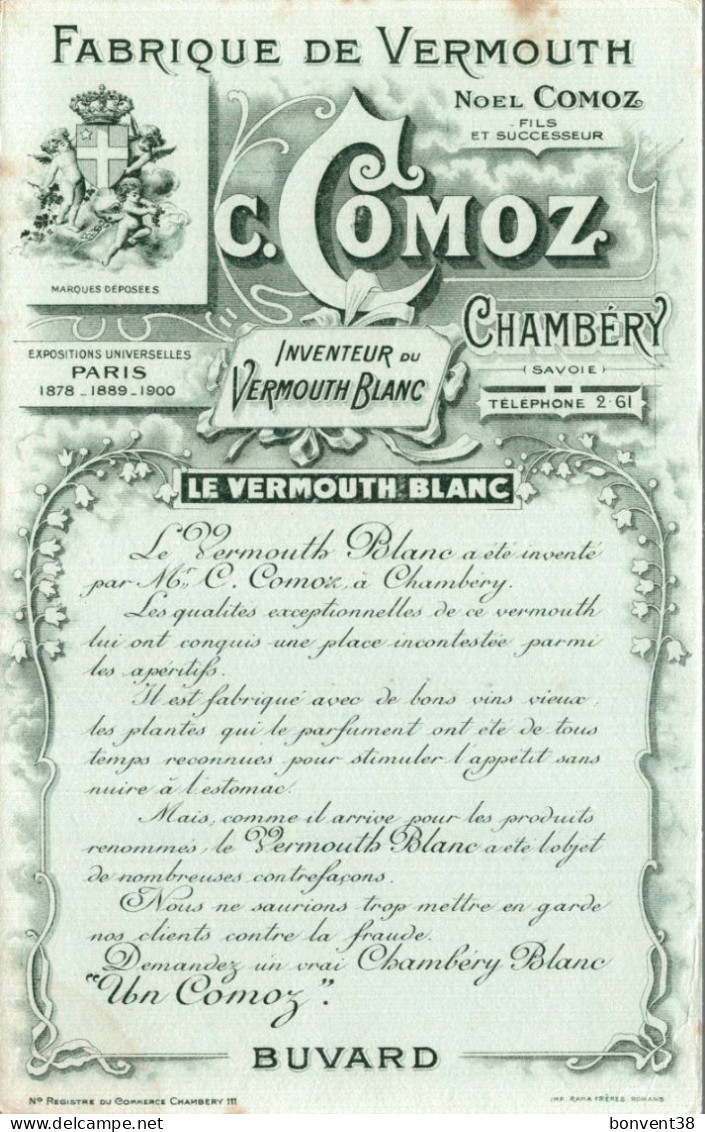 FABRIQUE DE VERMOUTH
NOEL COMOZ
FILS
ET SUCCESSEUR
C. COMOZ
MARQUES DÉPOSÉES
CHAMBÉRY
(SAVOIE)
TÉLÉPHONE 2-61
EXPOSITIONS UNIVERSELLES
PARIS
1878 - 1889 - 1900
INVENTEUR DU
VERMOUTH BLANC
LE VERMOUTH BLANC
Le Vermouth Blanc a été inventé
par Mr. C. Comoz, à Chambéry.
Les qualites exceptionnelles de ce vermouth
lui ont conquis une place incontestée parmi
les apéritifs.
Il est fabriqué avec de bons vins vieux,
les plantes qui le parfument ont été de tous
temps reconnues pour stimuler l'appétit sans
nuire à l'estomac.
Mais, comme il arrive pour les produits
renommés, le Vermouth Blanc a été l'objet
de nombreuses contrefaçons.
Nous ne saurions trop mettre en garde
nos clients contre la fraude.
Demandez un vrai Chambéry Blanc
"Un Comoz".
BUVARD
No REGISTRE DU COMMERCE CHAMBÉRY 111
IMP. RAMA FRÈRES, ROMANS
delcampe.net
bonvent38